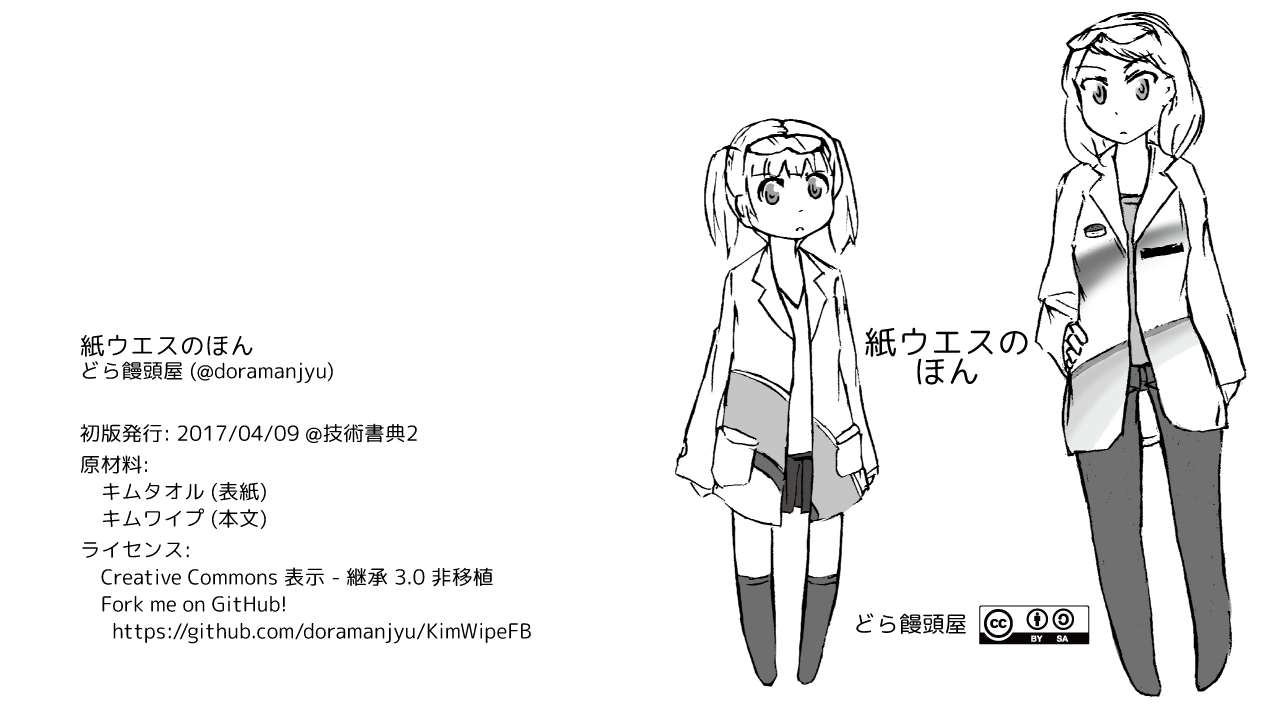 紙ウエスのほん
どら饅頭屋 (@doramanjyu)
初版発行: 2017/04/09 @技術書典2
原材料:
キムタオル (表紙)
キムワイプ (本文)
ライセンス:
Creative Commons 表示 - 継承 3.0 非移植
Fork me on GitHub!
https://github.com/doramanjyu/KimWipeFB
紙ウエスの
ほん
どら饅頭屋
cc
BY SA